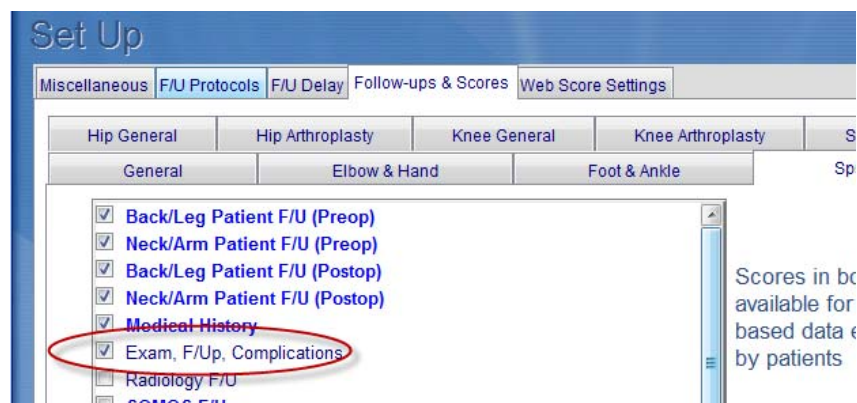 Set Up
Miscellaneous F/U Protocols F/U Delay Follow-ups & Scores Web Score Settings
Hip General Hip Arthroplasty Knee General Knee Arthroplasty S
General Elbow & Hand Foot & Ankle Sp
Back/Leg Patient F/U (Preop)
Neck/Arm Patient F/U (Preop)
Back/Leg Patient F/U (Postop)
Neck/Arm Patient F/U (Postop)
Medical History
Exam, F/Up, Complications
Radiology F/U
Scores in bo
available for
based data e
by patients